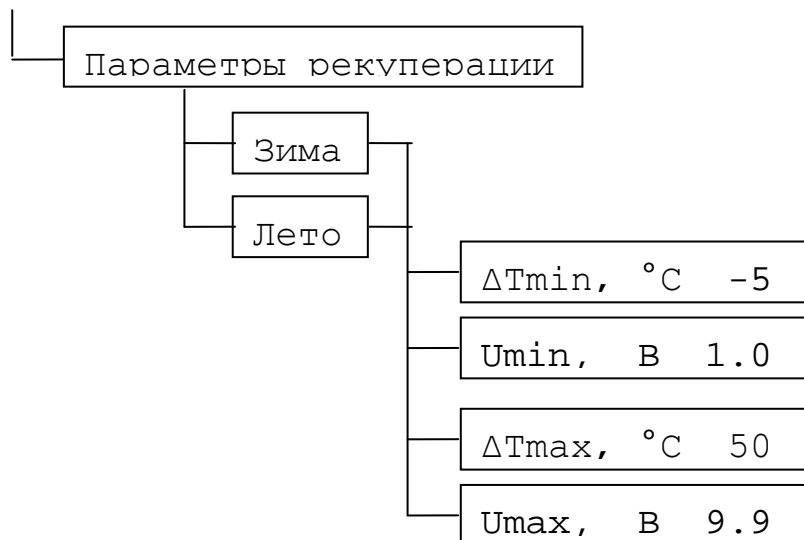 Параметры рекуперации
Зима
Лето
ΔTmin, °C -5
Umin, В 1.0
ΔTmax, °C 50
Umax, В 9.9